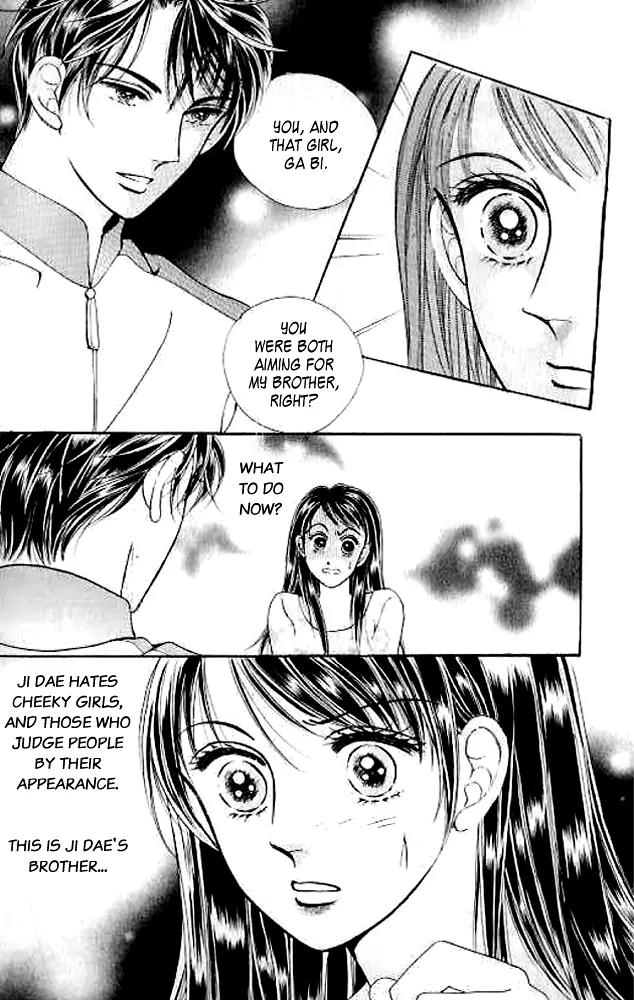 YOU, AND
THAT GIRL,
GA BI.
YOU
WERE BOTH
AIMING FOR
MY BROTHER,
RIGHT?
WHAT
TO DO
NOW?
JI DAE HATES
CHEEKY GIRLS,
AND THOSE WHO
JUDGE PEOPLE
BY THEIR
APPEARANCE.
THIS IS JI DAE'S
BROTHER...